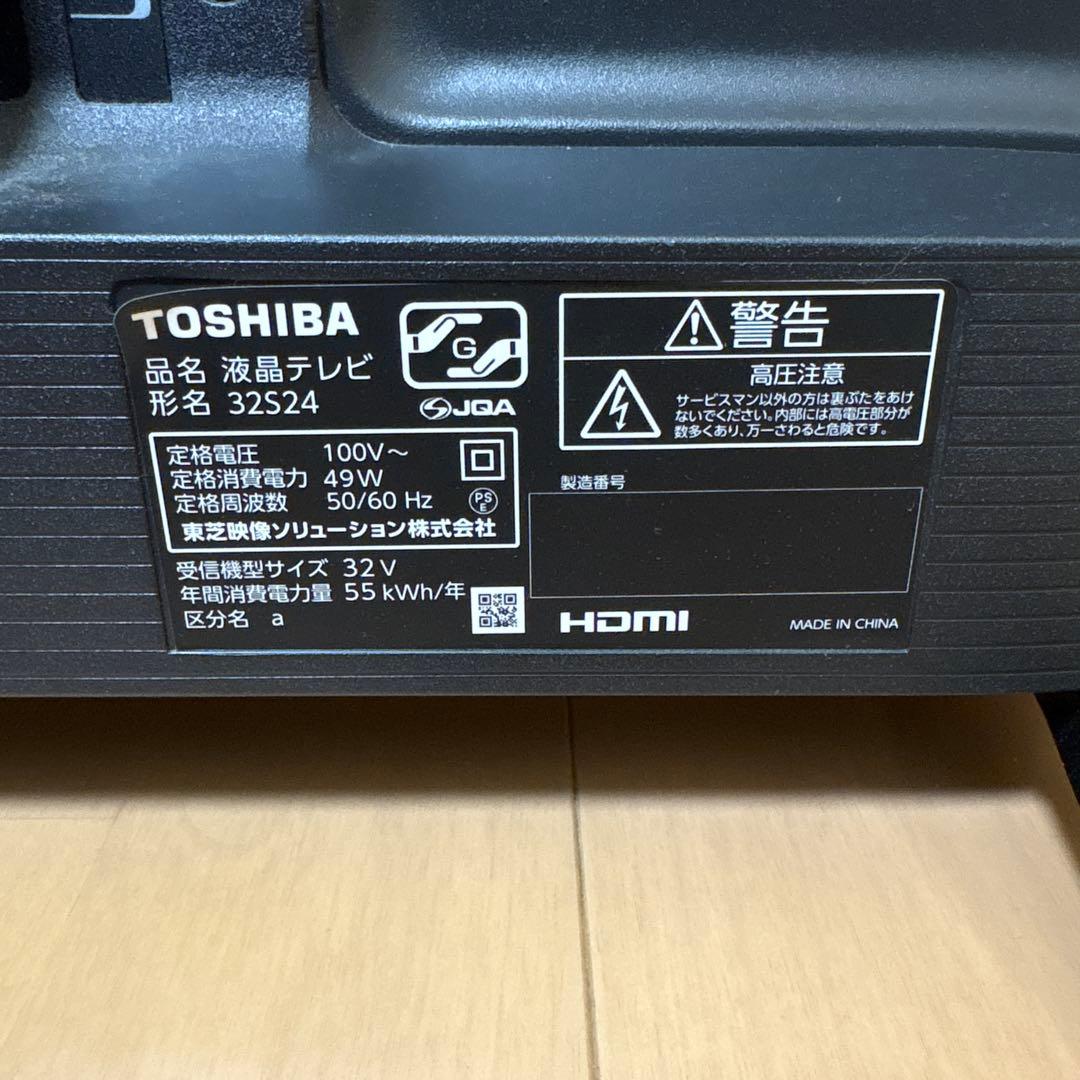 TOSHIBA
品名 液晶テレビ
形名 32S24
G
JQA
定格電圧 100V～
定格消費電力 49W
定格周波数 50/60 Hz
PS
E
東芝映像ソリューション株式会社
受信機型サイズ 32V
年間消費電力量 55kWh/年
区分名 a
警告
高圧注意
サービスマン以外の方は裏ぶたをあけ
ないでください。内部には高電圧部分が
数多くあり、万一さわると危険です。
製造番号
HDMI
MADE IN CHINA